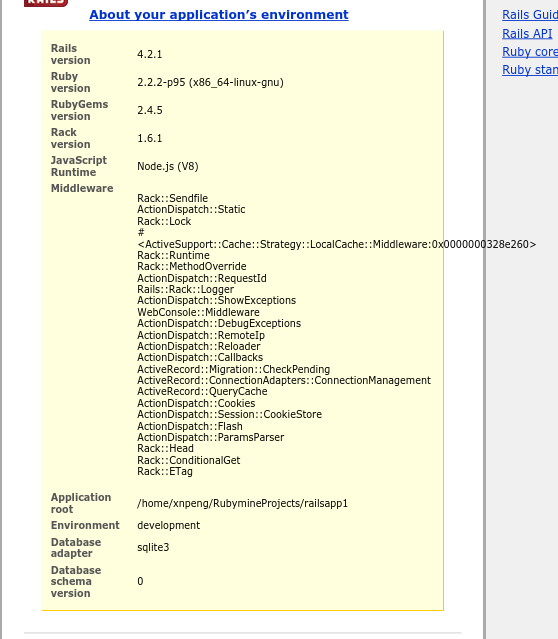 RAILS
About your application's environment
Rails Guid
Rails API
Ruby core
Ruby stan
Rails version 4.2.1
Ruby version 2.2.2-p95 (x86_64-linux-gnu)
RubyGems version 2.4.5
Rack version 1.6.1
JavaScript Runtime Node.js (V8)
Middleware
Rack::Sendfile
ActionDispatch::Static
Rack::Lock
#
<ActiveSupport::Cache::Strategy::LocalCache::Middleware:0x0000000328e260>
Rack::Runtime
Rack::MethodOverride
ActionDispatch::RequestId
Rails::Rack::Logger
ActionDispatch::ShowExceptions
WebConsole::Middleware
ActionDispatch::DebugExceptions
ActionDispatch::RemoteIp
ActionDispatch::Reloader
ActionDispatch::Callbacks
ActiveRecord::Migration::CheckPending
ActiveRecord::ConnectionAdapters::ConnectionManagement
ActiveRecord::QueryCache
ActionDispatch::Cookies
ActionDispatch::Session::CookieStore
ActionDispatch::Flash
ActionDispatch::ParamsParser
Rack::Head
Rack::ConditionalGet
Rack::ETag
Application root /home/xnpeng/RubymineProjects/railsapp1
Environment development
Database adapter sqlite3
Database schema version 0